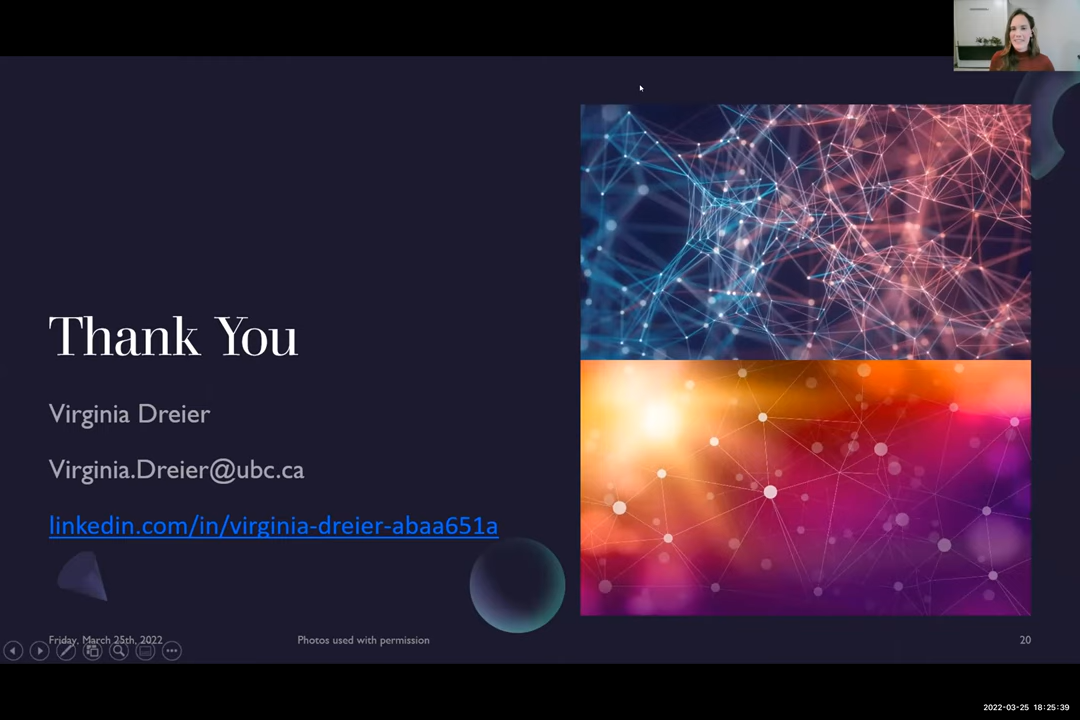 Thank You
Virginia Dreier
Virginia.Dreier@ubc.ca
linkedin.com/in/virginia-dreier-abaa651a
Friday, March 25th, 2022
Photos used with permission
20
2022-03-25 18:25:39